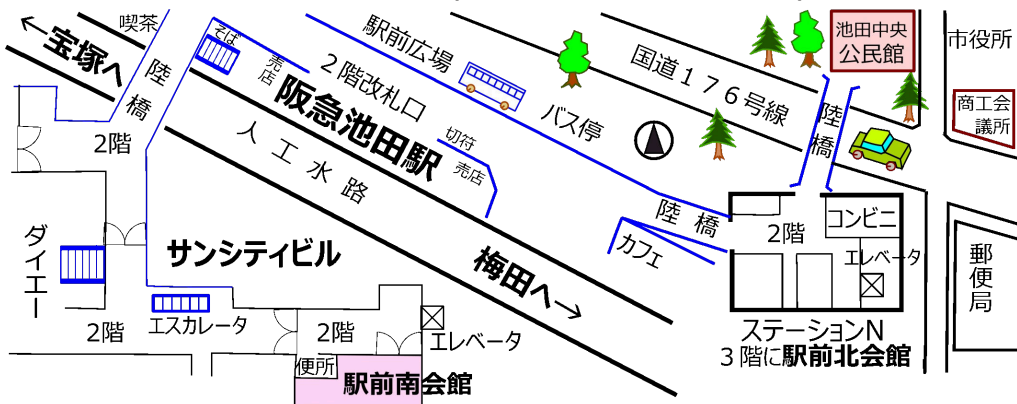 喫茶
←宝塚へ
陸橋
2階
そば
売店
2階改札口
阪急池田駅
切符
売店
人工水路
梅田へ→
駅前広場
バス停
国道176号線
池田中央
公民館
市役所
商工会
議所
陸橋
陸橋
カフェ
2階
コンビニ
エレベータ
郵便局
ステーションN
3階に駅前北会館
ダイエー
サンシティビル
エスカレータ
2階
2階
エレベータ
便所
駅前南会館